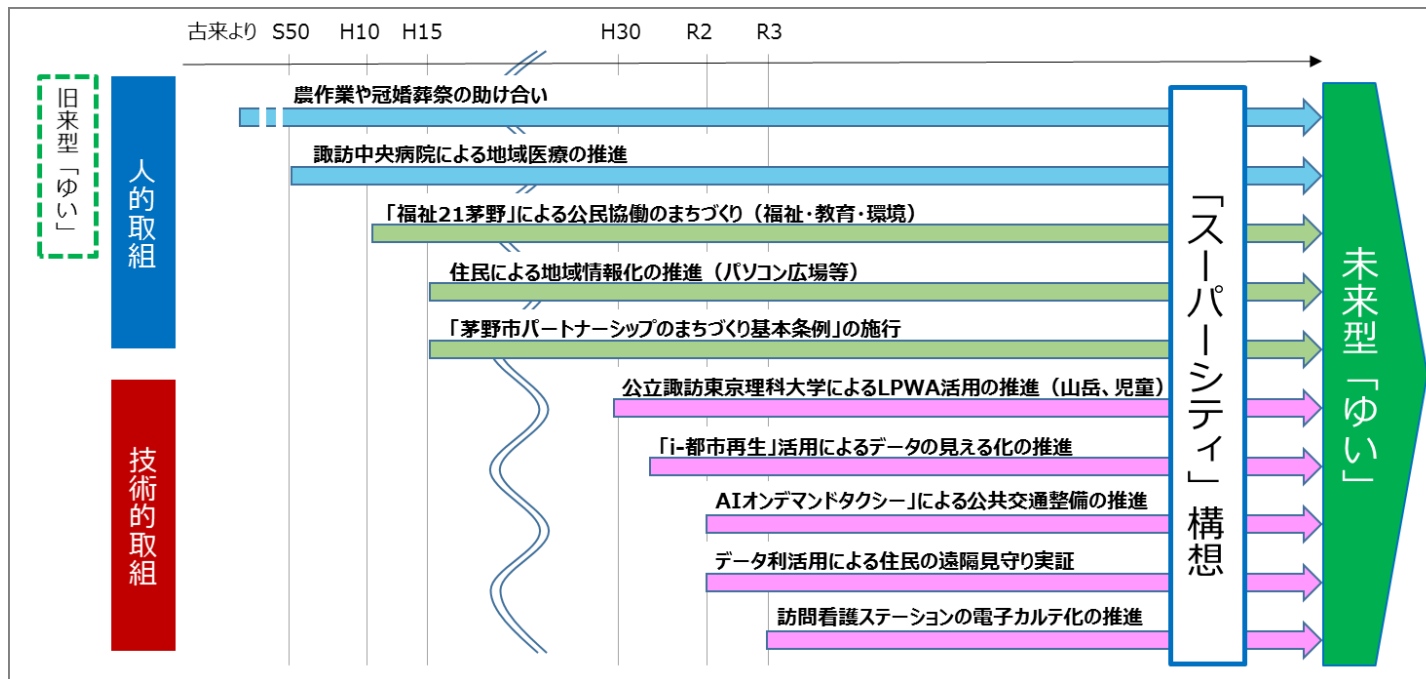 古来より S50 H10 H15 H30 R2 R3
旧来型「ゆい」
人的取組
農作業や冠婚葬祭の助け合い
諏訪中央病院による地域医療の推進
「福祉21茅野」による公民協働のまちづくり（福祉・教育・環境）
住民による地域情報化の推進（パソコン広場等）
「茅野市パートナーシップのまちづくり基本条例」の施行
技術的取組
公立諏訪東京理科大学によるLPWA活用の推進（山岳、児童）
「i-都市再生」活用によるデータの見える化の推進
AIオンデマンドタクシー」による公共交通整備の推進
データ利活用による住民の遠隔見守り実証
訪問看護ステーションの電子カルテ化の推進
「スーパーシティ」構想
未来型「ゆい」